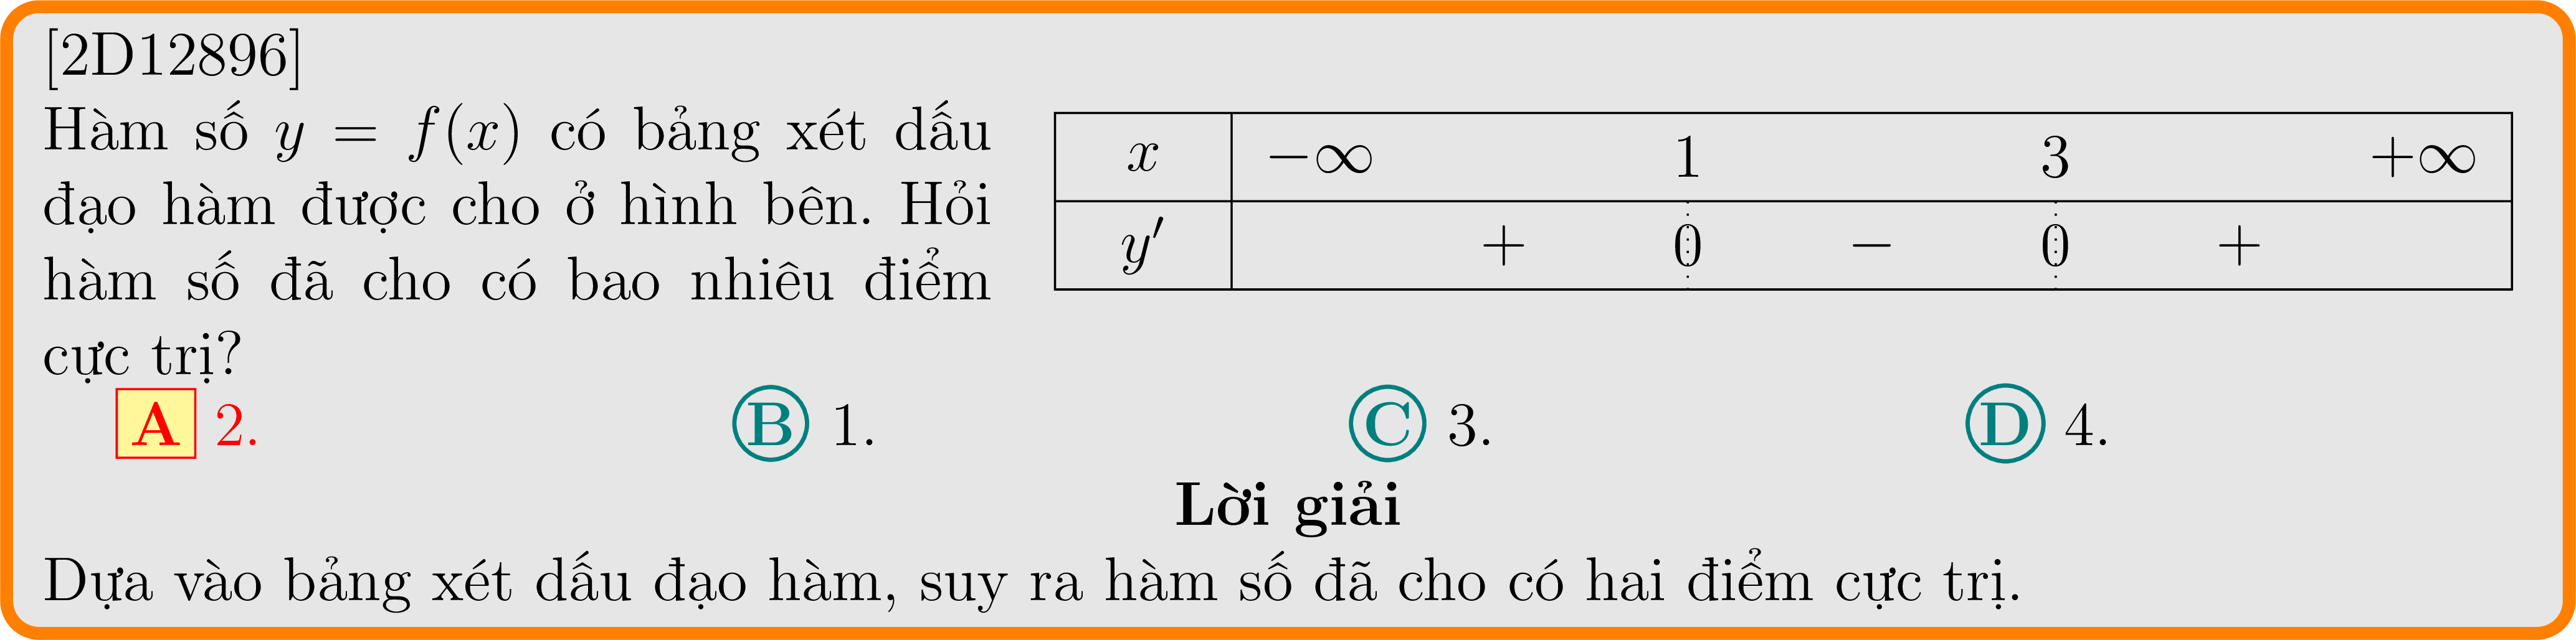 [2D12896]
Hàm số y = f(x) có bảng xét dấu
đạo hàm được cho ở hình bên. Hỏi
hàm số đã cho có bao nhiêu điểm
cực trị?
x −∞ 1 3 +∞
y′ + 0 − 0 +
A 2. B 1. C 3. D 4.
Lời giải
Dựa vào bảng xét dấu đạo hàm, suy ra hàm số đã cho có hai điểm cực trị.